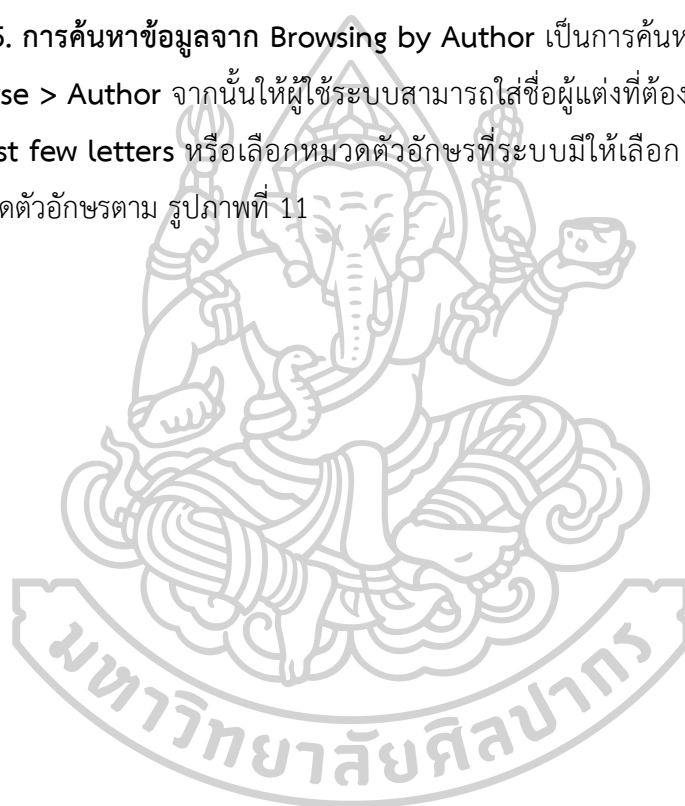 5. การค้นหาข้อมูลจาก Browsing by Author เป็นการค้นห
se > Author จากนั้นให้ผู้ใช้ระบบสามารถใส่ชื่อผู้แต่งที่ต้อง
st few letters หรือเลือกหมวดตัวอักษรที่ระบบมีให้เลือก
ดตัวอักษรตาม รูปภาพที่ 11
มหาวิทยาลัยศิลปากร